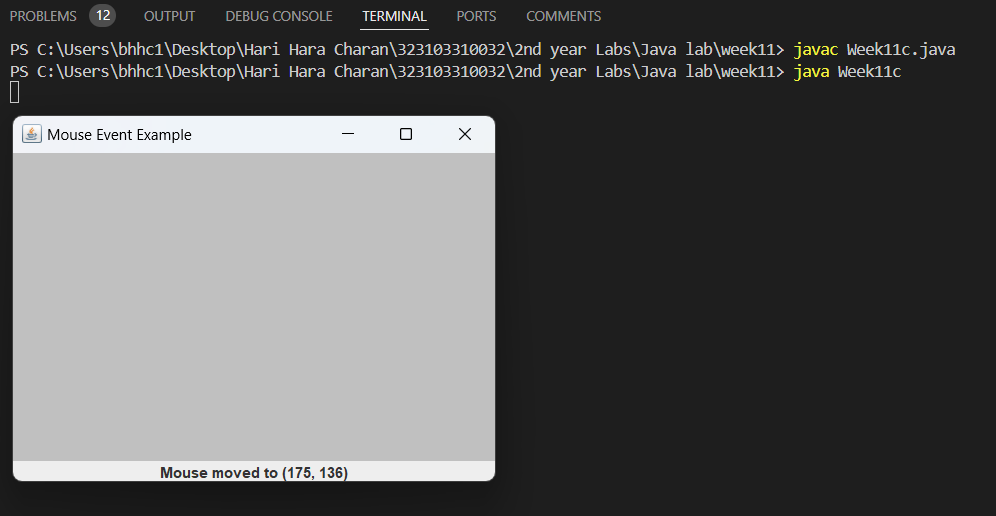 PROBLEMS 12 OUTPUT DEBUG CONSOLE TERMINAL PORTS COMMENTS
PS C:\Users\bhhc1\Desktop\Hari Hara Charan\323103310032\2nd year Labs\Java lab\week11> javac Week11c.java
PS C:\Users\bhhc1\Desktop\Hari Hara Charan\323103310032\2nd year Labs\Java lab\week11> java Week11c
Mouse Event Example
Mouse moved to (175, 136)